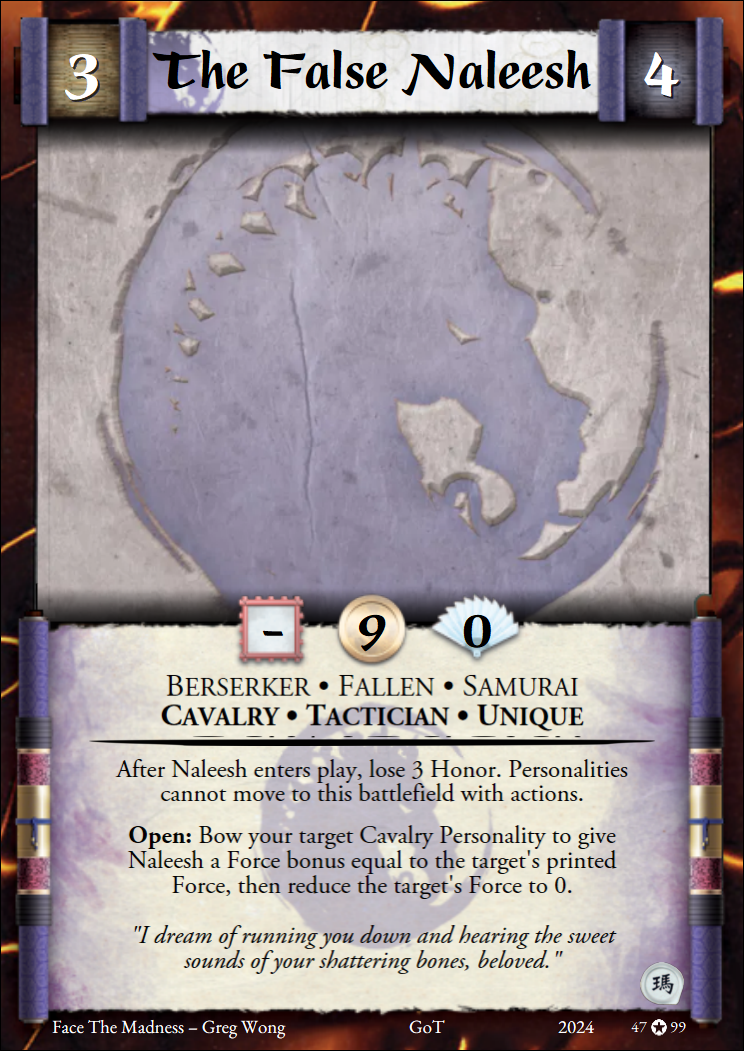 3 The False Naleesh 4
- 9 0
BERSERKER • FALLEN • SAMURAI
CAVALRY • TACTICIAN • UNIQUE
After Naleesh enters play, lose 3 Honor. Personalities
cannot move to this battlefield with actions.
Open: Bow your target Cavalry Personality to give
Naleesh a Force bonus equal to the target's printed
Force, then reduce the target's Force to 0.
"I dream of running you down and hearing the sweet
sounds of your shattering bones, beloved."
瑪
Face The Madness – Greg Wong GoT 2024 47 ✪ 99